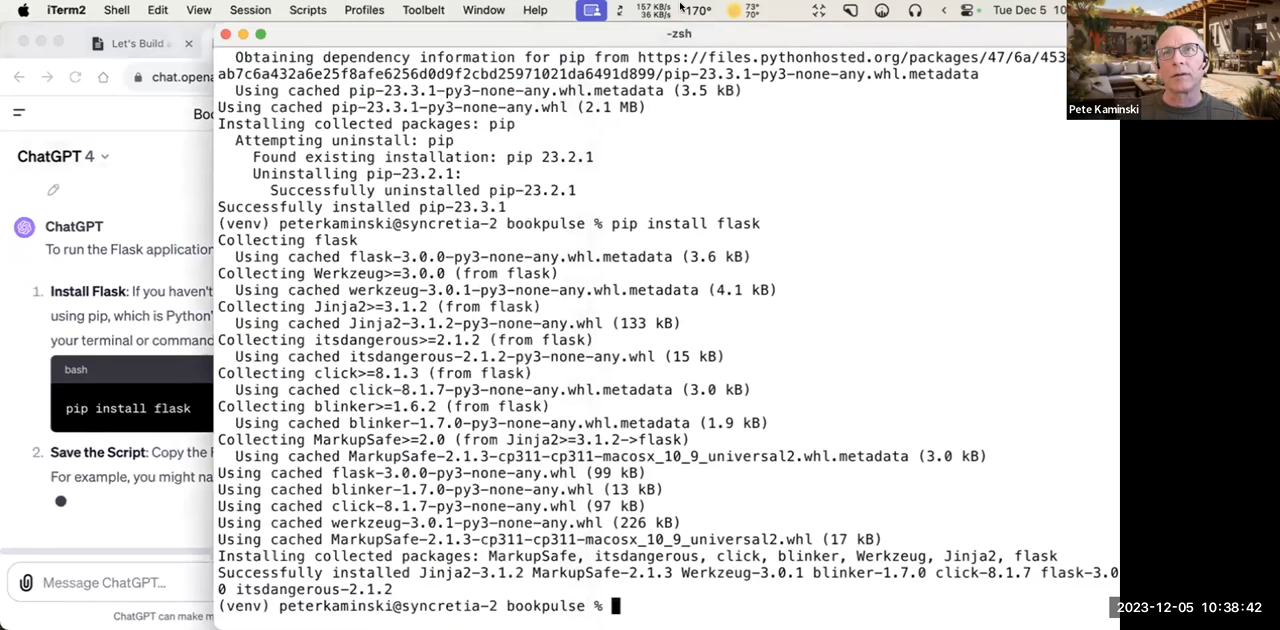 iTerm2 Shell Edit View Session Scripts Profiles Toolbelt Window Help 157 KB/s 36 KB/s 170° 73° 70° Tue Dec 5 10
Let's Build a
chat.opena
Boo
ChatGPT 4
ChatGPT
To run the Flask application
1. Install Flask: If you haven't
using pip, which is Python'
your terminal or command
bash
pip install flask
2. Save the Script: Copy the F
For example, you might na
Message ChatGPT...
ChatGPT can make m
-zsh
Obtaining dependency information for pip from https://files.pythonhosted.org/packages/47/6a/453
ab7c6a432a6e25f8afe6256d0d9f2cbd25971021da6491d899/pip-23.3.1-py3-none-any.whl.metadata
Using cached pip-23.3.1-py3-none-any.whl.metadata (3.5 kB)
Using cached pip-23.3.1-py3-none-any.whl (2.1 MB)
Installing collected packages: pip
Attempting uninstall: pip
Found existing installation: pip 23.2.1
Uninstalling pip-23.2.1:
Successfully uninstalled pip-23.2.1
Successfully installed pip-23.3.1
(venv) peterkaminski@syncretia-2 bookpulse % pip install flask
Collecting flask
Using cached flask-3.0.0-py3-none-any.whl.metadata (3.6 kB)
Collecting Werkzeug>=3.0.0 (from flask)
Using cached werkzeug-3.0.1-py3-none-any.whl.metadata (4.1 kB)
Collecting Jinja2>=3.1.2 (from flask)
Using cached Jinja2-3.1.2-py3-none-any.whl (133 kB)
Collecting itsdangerous>=2.1.2 (from flask)
Using cached itsdangerous-2.1.2-py3-none-any.whl (15 kB)
Collecting click>=8.1.3 (from flask)
Using cached click-8.1.7-py3-none-any.whl.metadata (3.0 kB)
Collecting blinker>=1.6.2 (from flask)
Using cached blinker-1.7.0-py3-none-any.whl.metadata (1.9 kB)
Collecting MarkupSafe>=2.0 (from Jinja2>=3.1.2->flask)
Using cached MarkupSafe-2.1.3-cp311-cp311-macosx_10_9_universal2.whl.metadata (3.0 kB)
Using cached flask-3.0.0-py3-none-any.whl (99 kB)
Using cached blinker-1.7.0-py3-none-any.whl (13 kB)
Using cached click-8.1.7-py3-none-any.whl (97 kB)
Using cached werkzeug-3.0.1-py3-none-any.whl (226 kB)
Using cached MarkupSafe-2.1.3-cp311-cp311-macosx_10_9_universal2.whl (17 kB)
Installing collected packages: MarkupSafe, itsdangerous, click, blinker, Werkzeug, Jinja2, flask
Successfully installed Jinja2-3.1.2 MarkupSafe-2.1.3 Werkzeug-3.0.1 blinker-1.7.0 click-8.1.7 flask-3.0
0 itsdangerous-2.1.2
(venv) peterkaminski@syncretia-2 bookpulse %
Pete Kaminski
2023-12-05 10:38:42